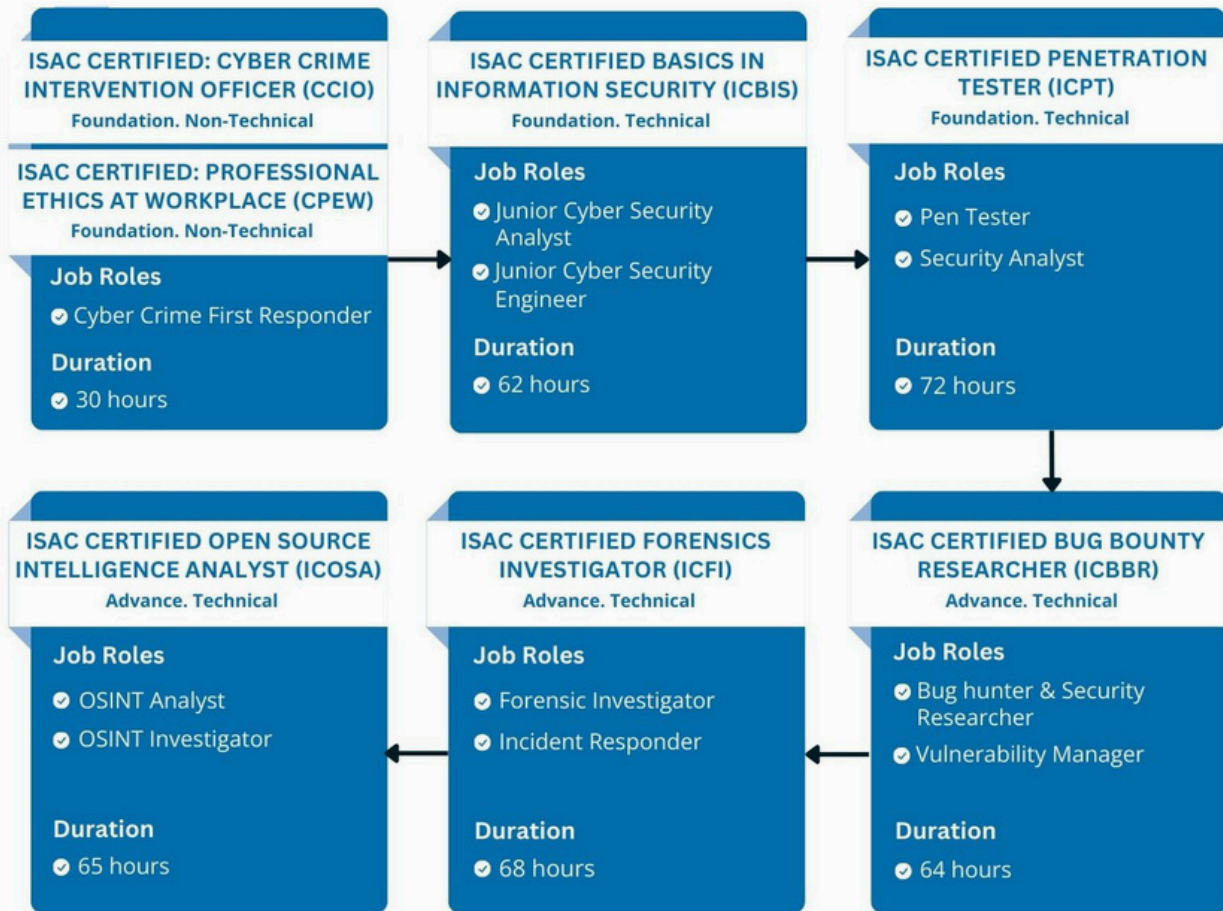 ISAC CERTIFIED: CYBER CRIME
INTERVENTION OFFICER (CCIO)
Foundation. Non-Technical
ISAC CERTIFIED: PROFESSIONAL
ETHICS AT WORKPLACE (CPEW)
Foundation. Non-Technical
Job Roles
Cyber Crime First Responder
Duration
30 hours
ISAC CERTIFIED BASICS IN
INFORMATION SECURITY (ICBIS)
Foundation. Technical
Job Roles
Junior Cyber Security
Analyst
Junior Cyber Security
Engineer
Duration
62 hours
ISAC CERTIFIED PENETRATION
TESTER (ICPT)
Foundation. Technical
Job Roles
Pen Tester
Security Analyst
Duration
72 hours
ISAC CERTIFIED OPEN SOURCE
INTELLIGENCE ANALYST (ICOSA)
Advance. Technical
Job Roles
OSINT Analyst
OSINT Investigator
Duration
65 hours
ISAC CERTIFIED FORENSICS
INVESTIGATOR (ICFI)
Advance. Technical
Job Roles
Forensic Investigator
Incident Responder
Duration
68 hours
ISAC CERTIFIED BUG BOUNTY
RESEARCHER (ICBBR)
Advance. Technical
Job Roles
Bug hunter & Security
Researcher
Vulnerability Manager
Duration
64 hours